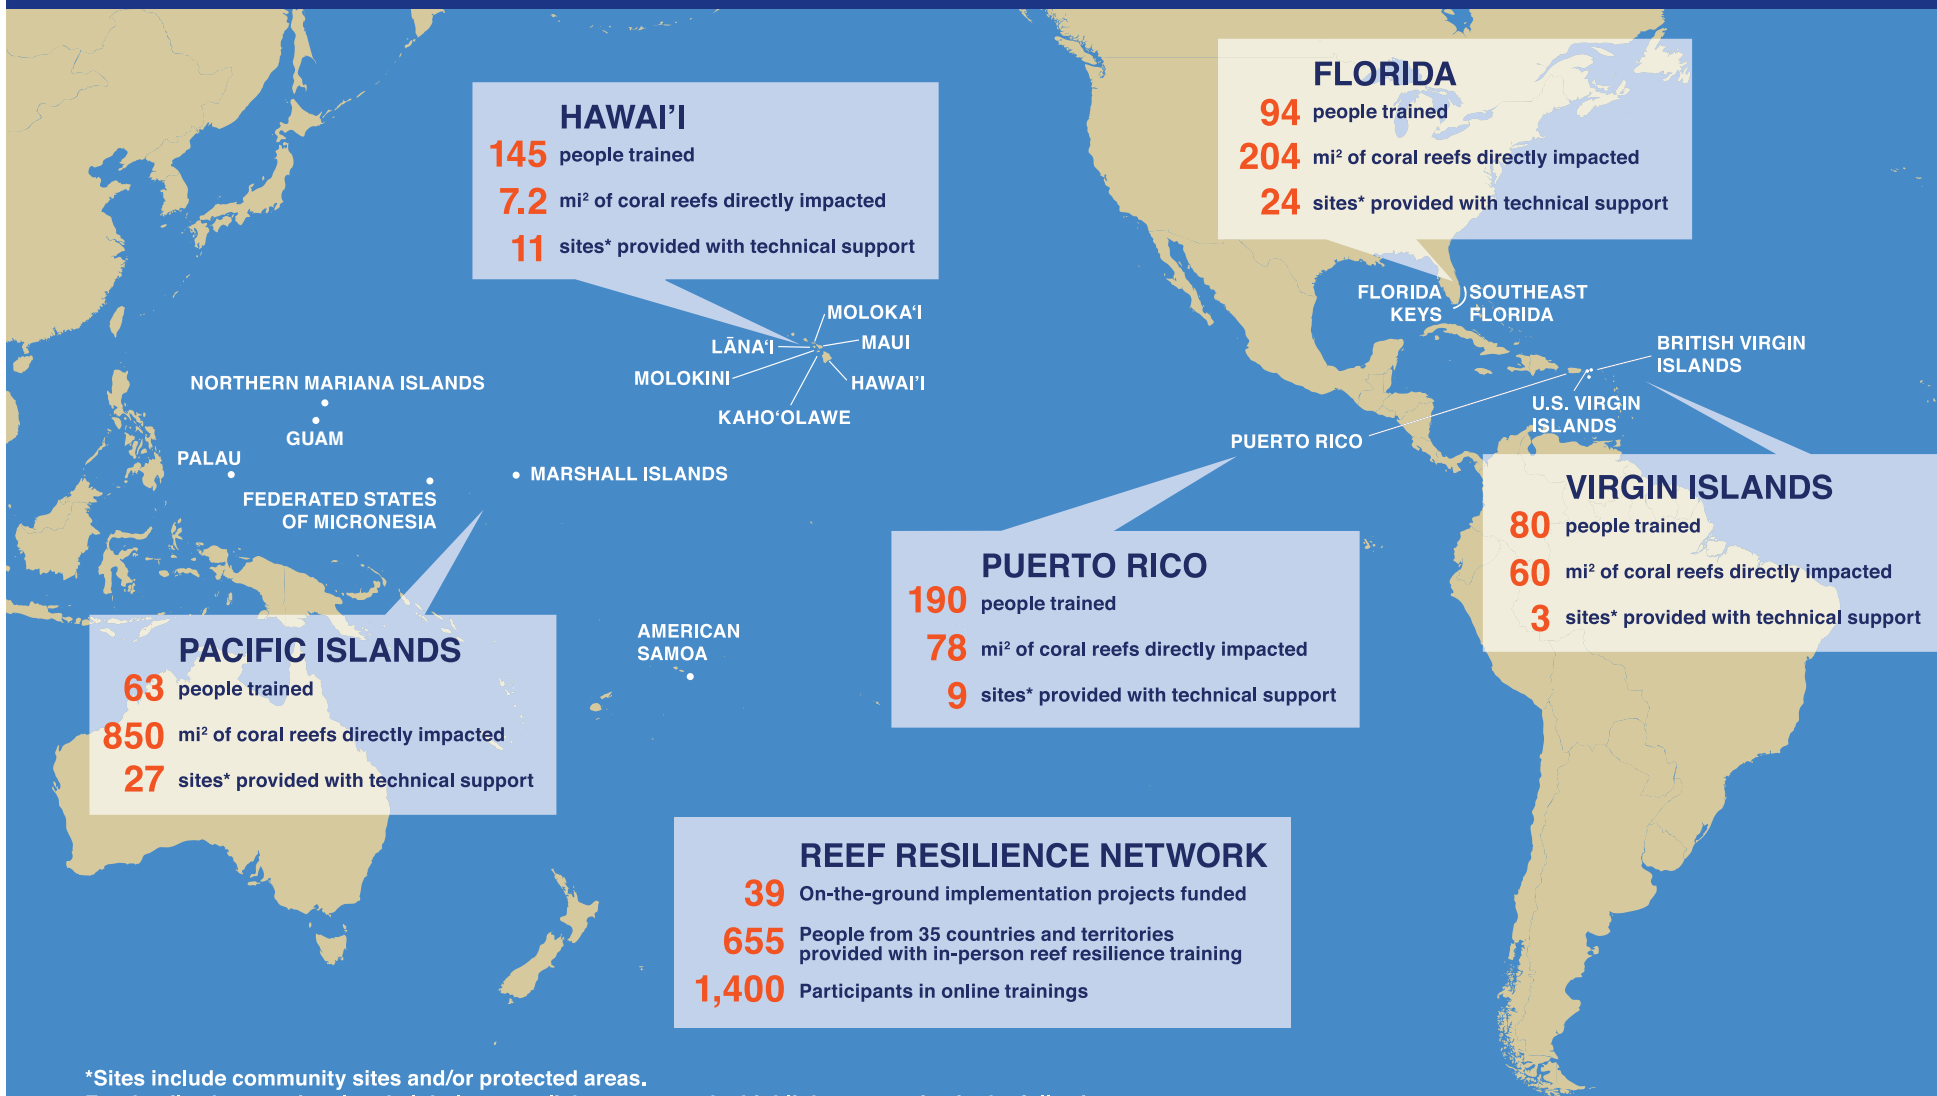 HAWAI'I
145 people trained
7.2 mi² of coral reefs directly impacted
11 sites* provided with technical support
FLORIDA
94 people trained
204 mi² of coral reefs directly impacted
24 sites* provided with technical support
FLORIDA
KEYS
SOUTHEAST
FLORIDA
MOLOKA‘I
LĀNA‘I
MAUI
MOLOKINI
HAWAI‘I
KAHO‘OLAWE
BRITISH VIRGIN
ISLANDS
U.S. VIRGIN
ISLANDS
PUERTO RICO
NORTHERN MARIANA ISLANDS
GUAM
PALAU
FEDERATED STATES
OF MICRONESIA
MARSHALL ISLANDS
VIRGIN ISLANDS
80 people trained
60 mi² of coral reefs directly impacted
3 sites* provided with technical support
PUERTO RICO
190 people trained
78 mi² of coral reefs directly impacted
9 sites* provided with technical support
AMERICAN
SAMOA
PACIFIC ISLANDS
63 people trained
850 mi² of coral reefs directly impacted
27 sites* provided with technical support
REEF RESILIENCE NETWORK
39 On-the-ground implementation projects funded
655 People from 35 countries and territories
provided with in-person reef resilience training
1,400 Participants in online trainings
*Sites include community sites and/or protected areas.